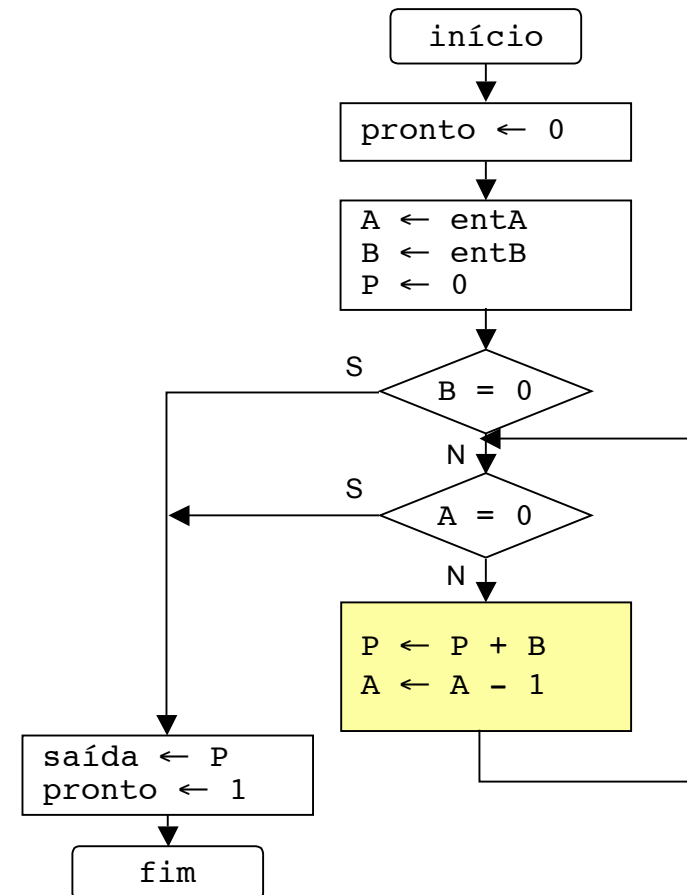 início
pronto ← 0
A ← entA
B ← entB
P ← 0
S
B = 0
N
S
A = 0
N
P ← P + B
A ← A - 1
saída ← P
pronto ← 1
fim